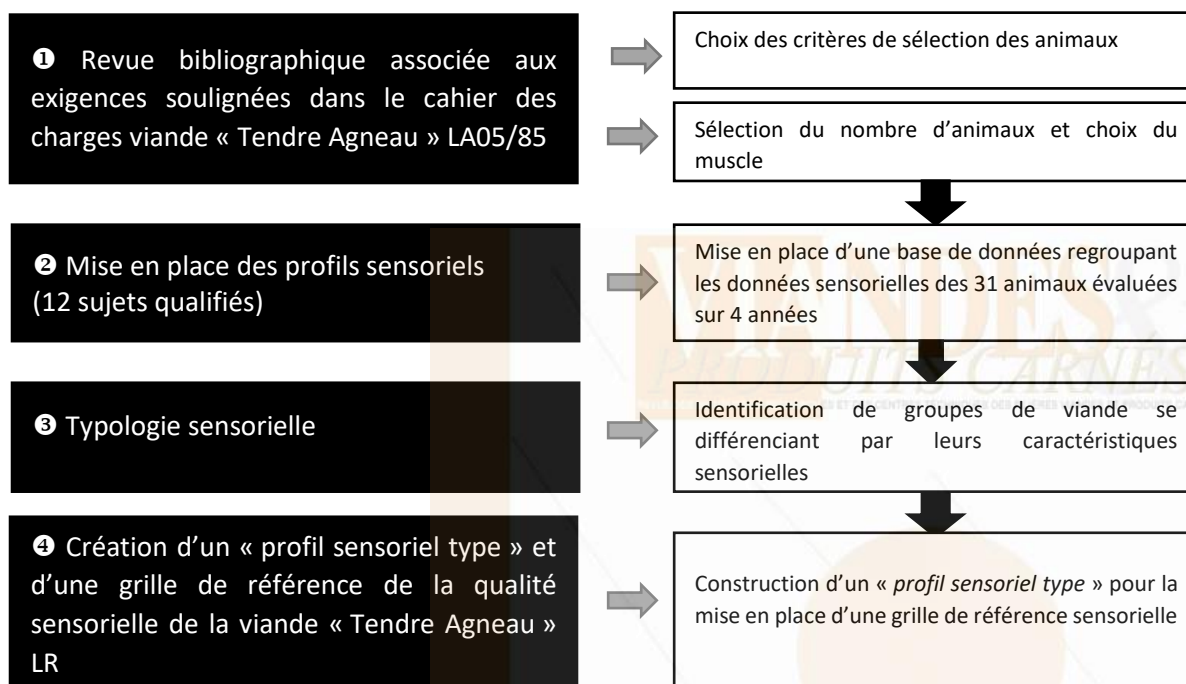 ❶ Revue bibliographique associée aux
exigences soulignées dans le cahier des
charges viande « Tendre Agneau » LA05/85
Choix des critères de sélection des animaux
Sélection du nombre d’animaux et choix du
muscle
❷ Mise en place des profils sensoriels
(12 sujets qualifiés)
Mise en place d’une base de données regroupant
les données sensorielles des 31 animaux évaluées
sur 4 années
❸ Typologie sensorielle
Identification de groupes de viande se
différenciant par leurs caractéristiques
sensorielles
❹ Création d’un « profil sensoriel type » et
d’une grille de référence de la qualité
sensorielle de la viande « Tendre Agneau »
LR
Construction d’un « profil sensoriel type » pour la
mise en place d’une grille de référence sensorielle
VIANDES
PRODUITS CARNÉS